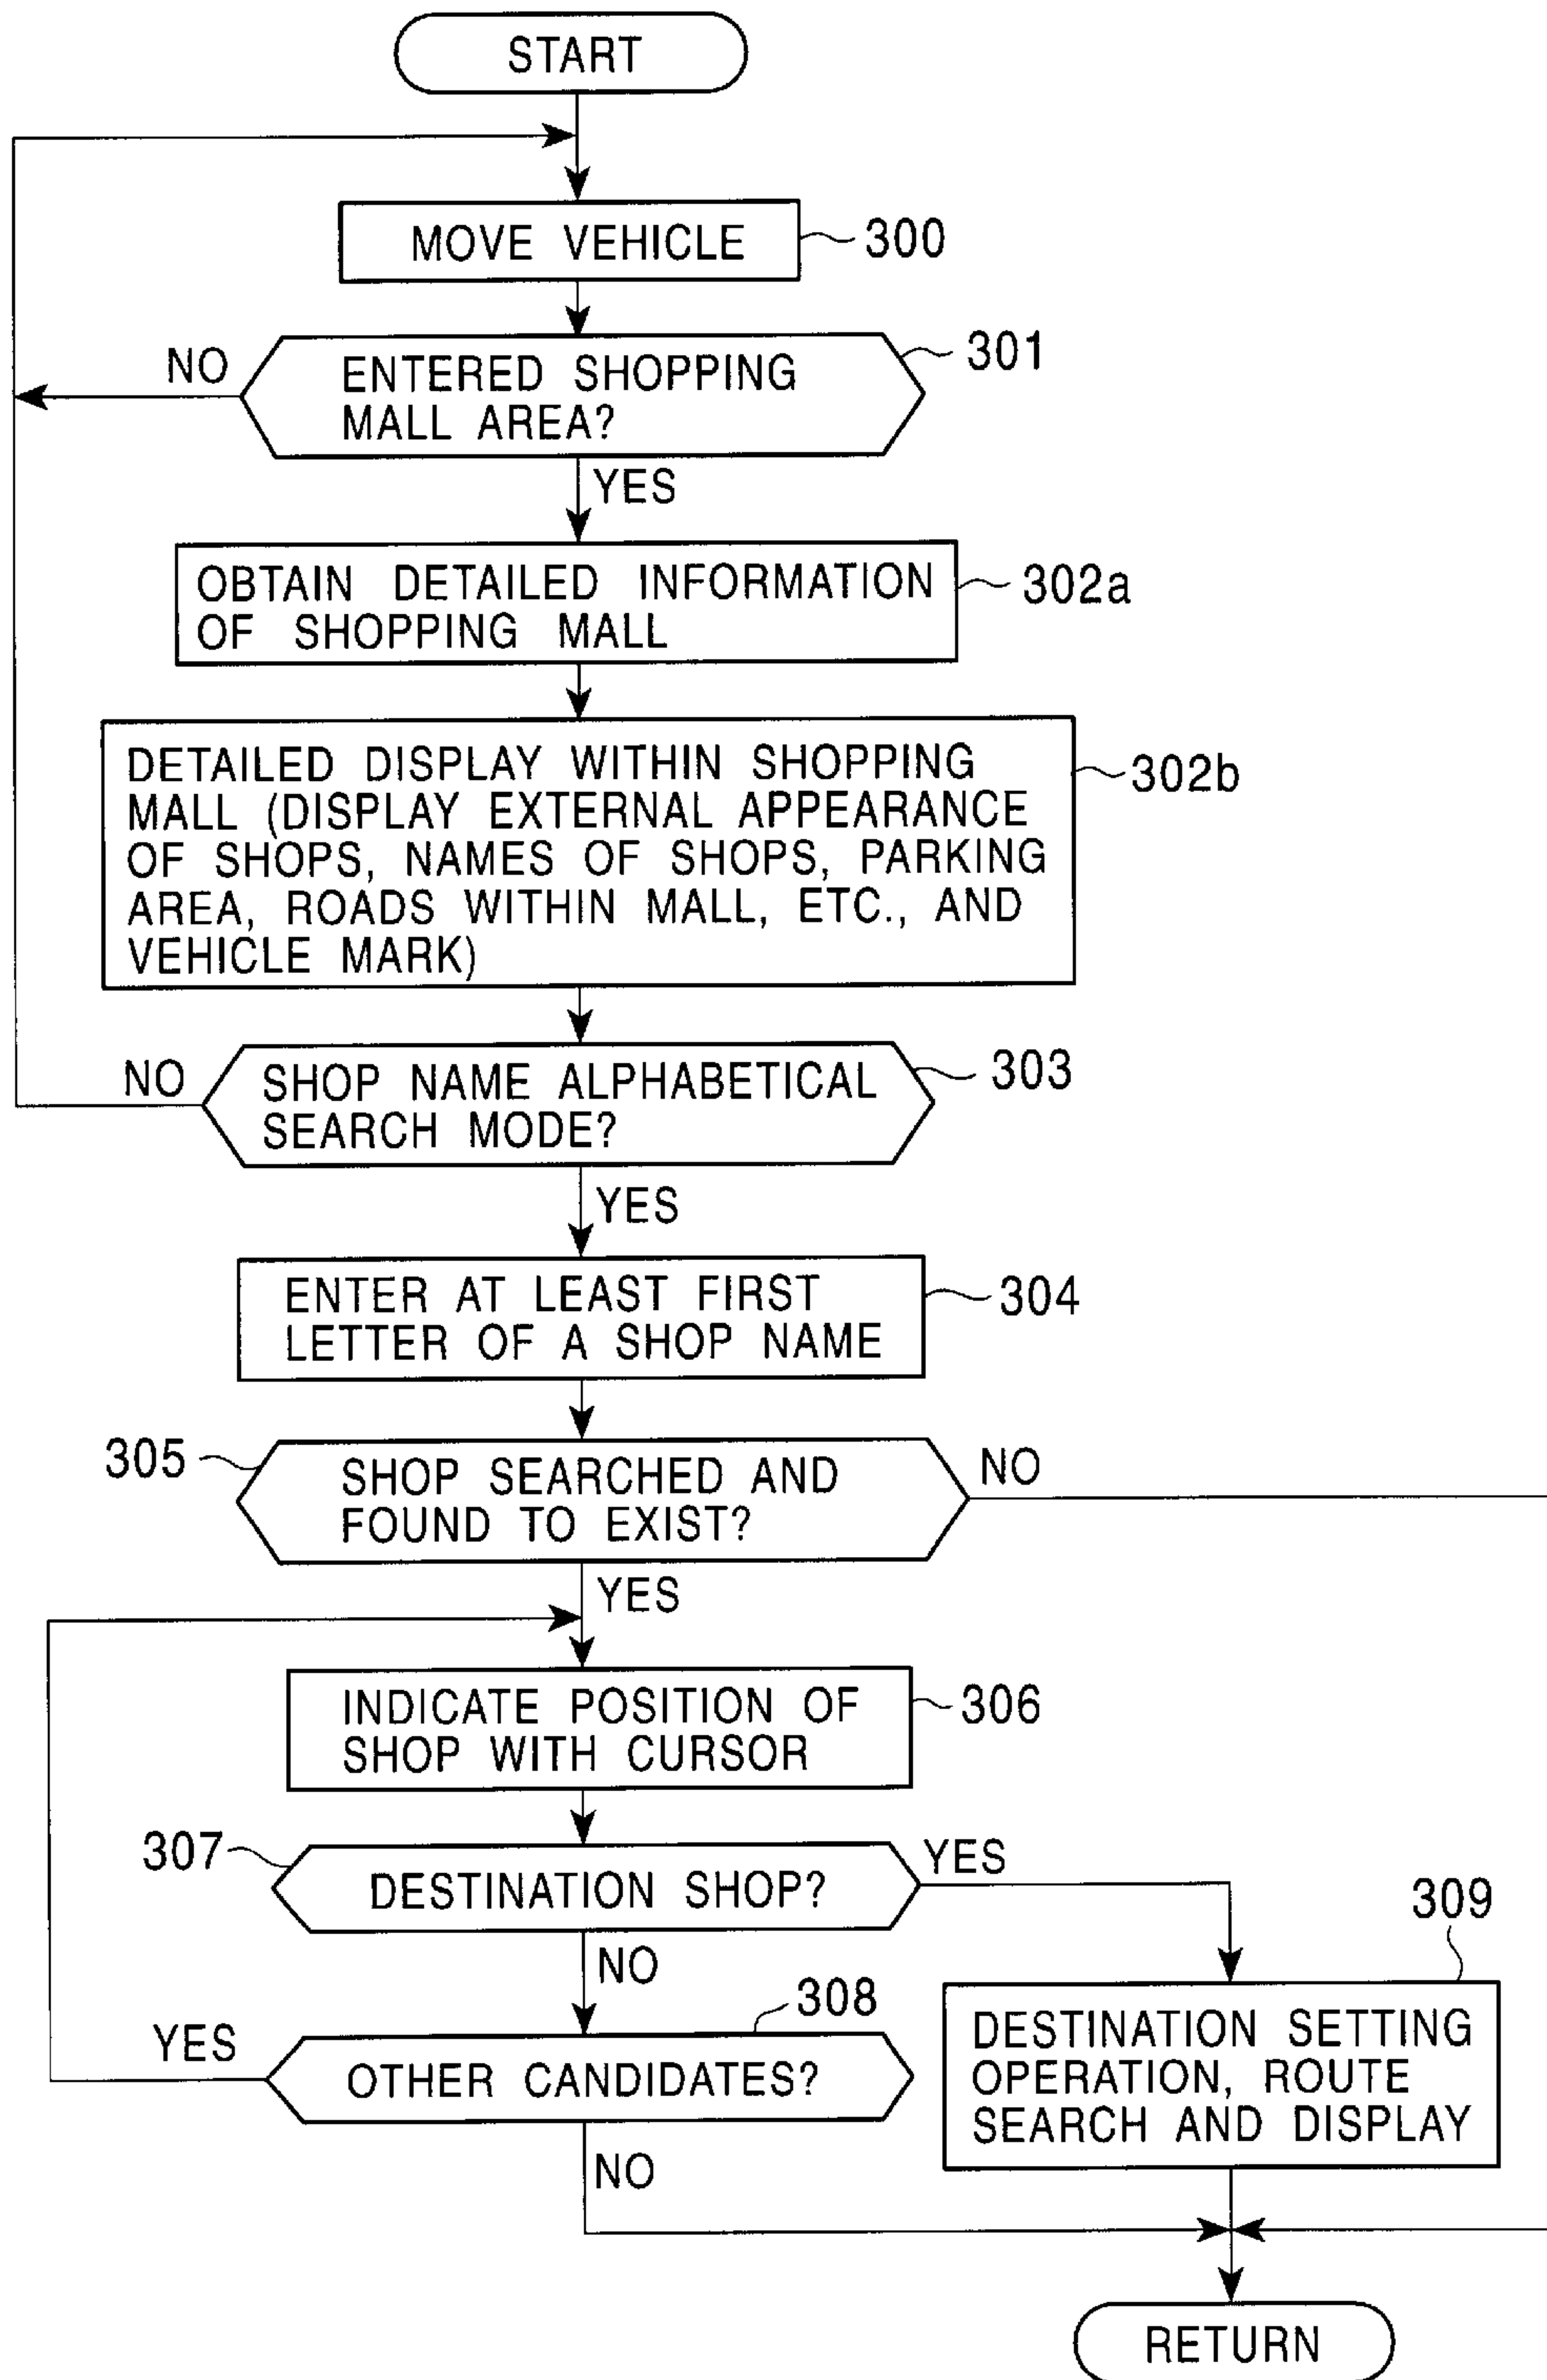 START
MOVE VEHICLE
300
NO
ENTERED SHOPPING
MALL AREA?
301
YES
OBTAIN DETAILED INFORMATION
OF SHOPPING MALL
302a
DETAILED DISPLAY WITHIN SHOPPING
MALL (DISPLAY EXTERNAL APPEARANCE
OF SHOPS, NAMES OF SHOPS, PARKING
AREA, ROADS WITHIN MALL, ETC., AND
VEHICLE MARK)
302b
NO
SHOP NAME ALPHABETICAL
SEARCH MODE?
303
YES
ENTER AT LEAST FIRST
LETTER OF A SHOP NAME
304
305
SHOP SEARCHED AND
FOUND TO EXIST?
NO
YES
INDICATE POSITION OF
SHOP WITH CURSOR
306
307
DESTINATION SHOP?
YES
NO
309
308
YES
OTHER CANDIDATES?
DESTINATION SETTING
OPERATION, ROUTE
SEARCH AND DISPLAY
NO
RETURN